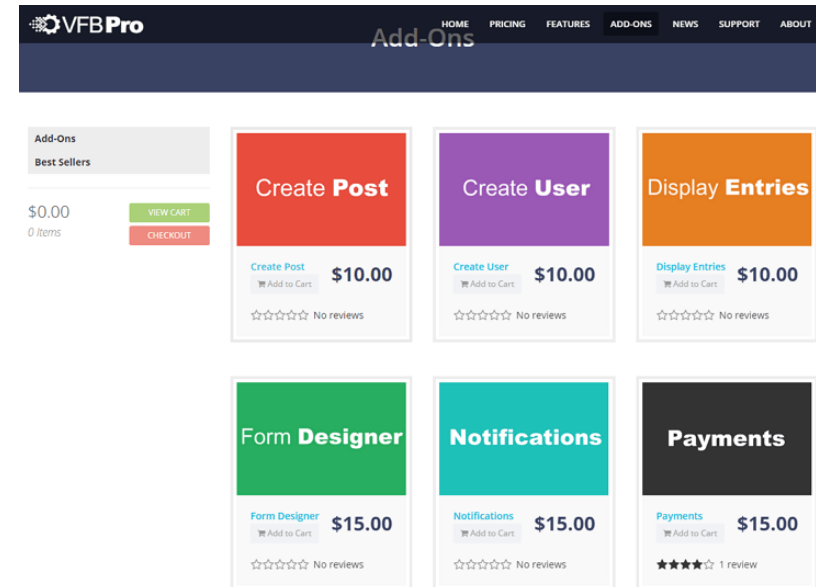 VFB Pro
HOME PRICING FEATURES ADD-ONS NEWS SUPPORT ABOUT
Add-Ons
Add-Ons
Best Sellers
$0.00
0 Items
VIEW CART
CHECKOUT
Create Post
Create Post
Add to Cart
$10.00
No reviews
Create User
Create User
Add to Cart
$10.00
No reviews
Display Entries
Display Entries
Add to Cart
$10.00
No reviews
Form Designer
Form Designer
Add to Cart
$15.00
No reviews
Notifications
Notifications
Add to Cart
$15.00
No reviews
Payments
Payments
Add to Cart
$15.00
1 review